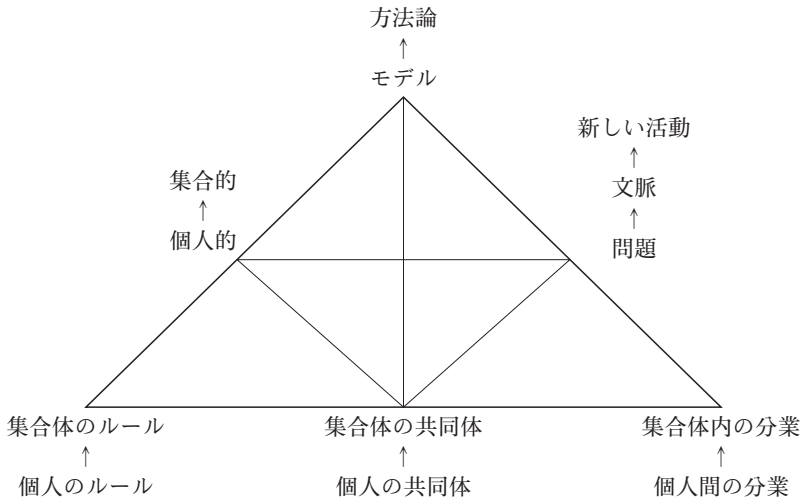 方法論
↑
モデル
新しい活動
↑
集合的
文脈
↑
↑
個人的
問題
集合体のルール
集合体の共同体
集合体内の分業
↑
↑
↑
個人のルール
個人の共同体
個人間の分業